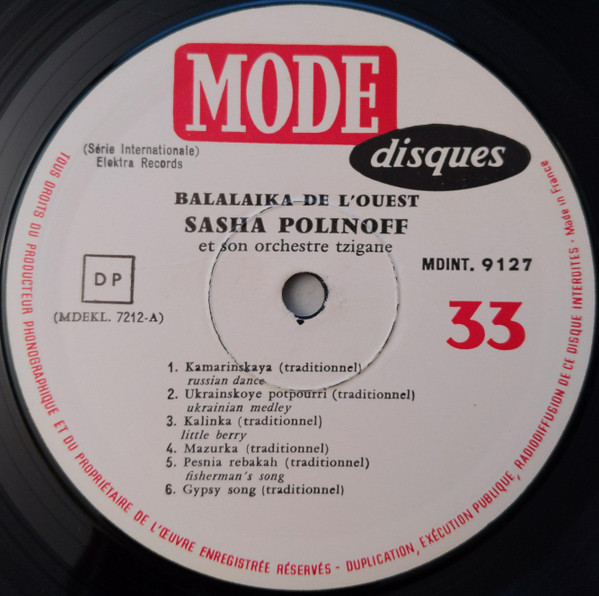 MODE
disques
(Série Internationale)
Elektra Records
BALALAIKA DE L'OUEST
SASHA POLINOFF
et son orchestre tzigane
DP
(MDEKL. 7212-A)
MDINT. 9127
33
1. Kamarinskaya (traditionnel)
russian dance
2. Ukrainskoye potpourri (traditionnel)
ukrainian medley
3. Kalinka (traditionnel)
little berry
4. Mazurka (traditionnel)
5. Pesnia rebakah (traditionnel)
fisherman's song
6. Gypsy song (traditionnel)
TOUS DROITS DU PRODUCTEUR PHONOGRAPHIQUE ET DU PROPRIÉTAIRE DE L'ŒUVRE ENREGISTRÉE RÉSERVÉS - DUPLICATION, EXÉCUTION PUBLIQUE, RADIODIFFUSION DE CE DISQUE INTERDITES - Made in France